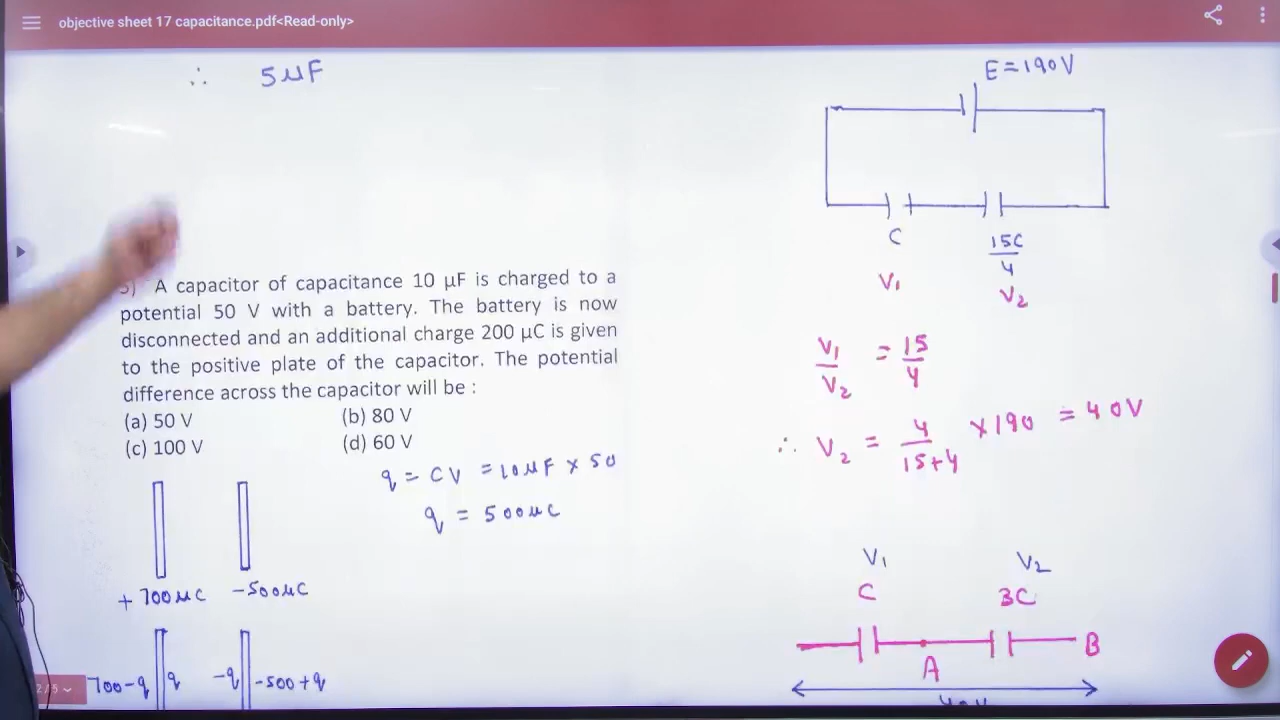 objective sheet 17 capacitance.pdf<Read-only>
∴ 5μF
A capacitor of capacitance 10 μF is charged to a
potential 50 V with a battery. The battery is now
disconnected and an additional charge 200 μC is given
to the positive plate of the capacitor. The potential
difference across the capacitor will be :
(a) 50 V (b) 80 V
(c) 100 V (d) 60 V
q = CV = 10μF × 50
q = 500μC
+700μC -500μC
700-q q -q -500+q
2/5
E=190V
C 15C/4
V₁ V₂
V₁/V₂ = 15/4
∴ V₂ = 4/15+4 ×190 = 40V
V₁ V₂
C 3C
A B